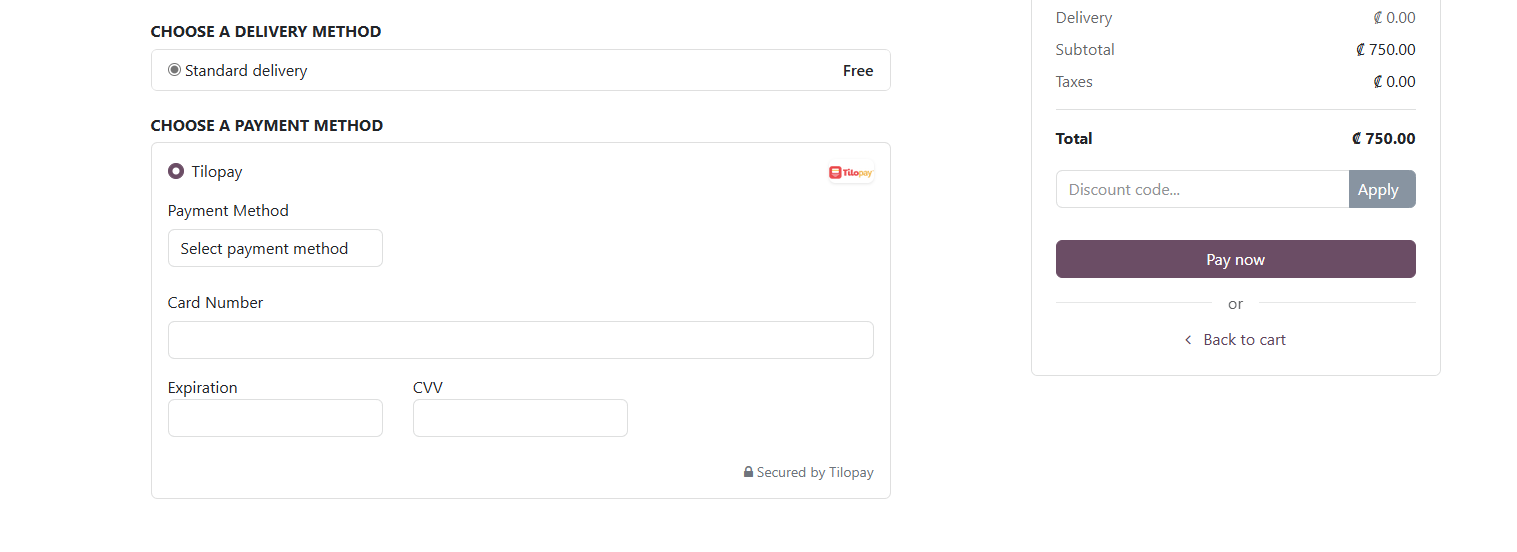 CHOOSE A DELIVERY METHOD
Standard delivery
Free
CHOOSE A PAYMENT METHOD
Tilopay
Tilopay
Payment Method
Select payment method
Card Number
Expiration
CVV
Secured by Tilopay
Delivery
₡ 0.00
Subtotal
₡ 750.00
Taxes
₡ 0.00
Total
₡ 750.00
Discount code...
Apply
Pay now
or
Back to cart